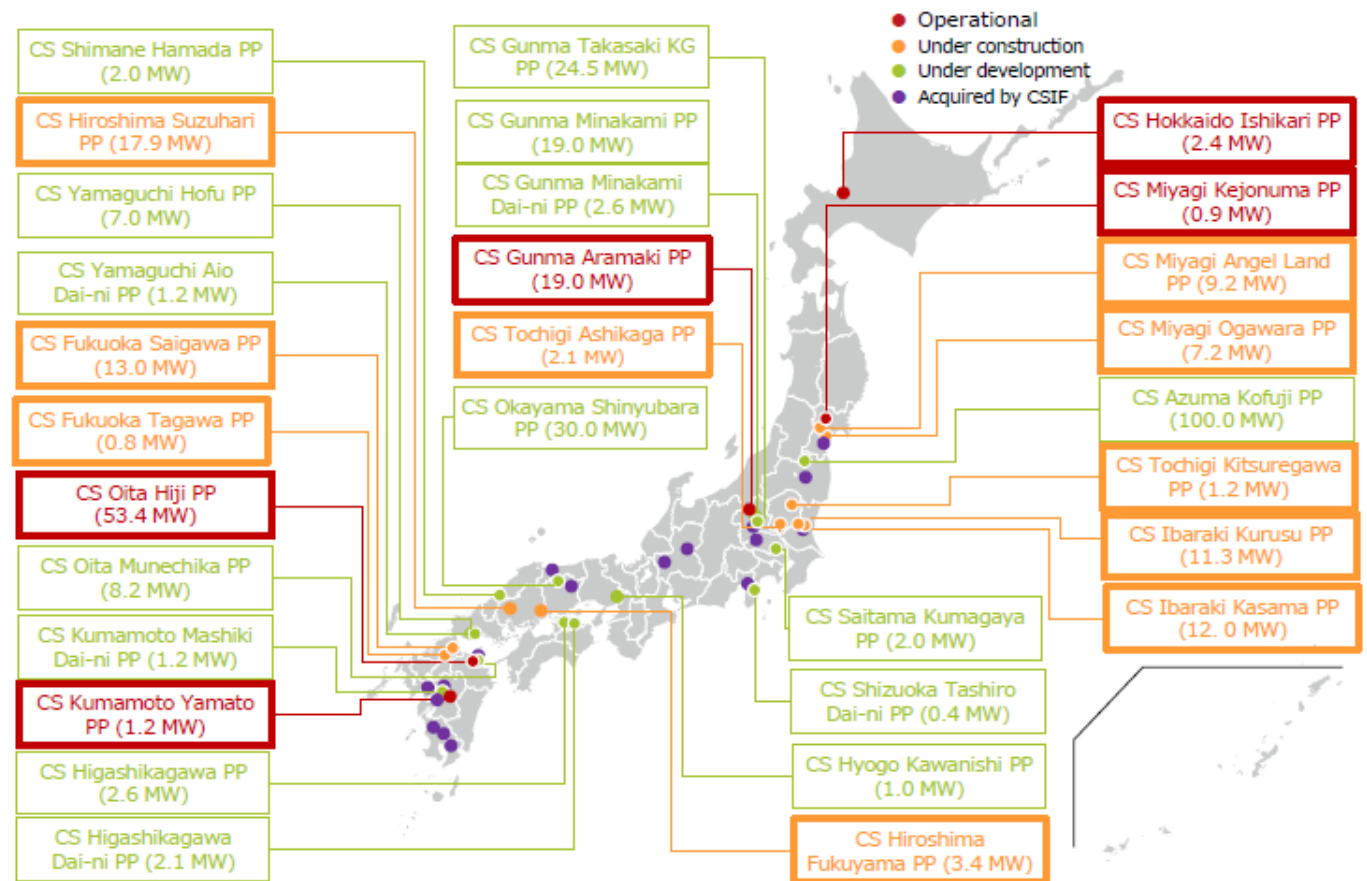 Operational
Under construction
Under development
Acquired by CSIF
CS Shimane Hamada PP
(2.0 MW)
CS Hiroshima Suzuhari
PP (17.9 MW)
CS Yamaguchi Hofu PP
(7.0 MW)
CS Yamaguchi Aio
Dai-ni PP (1.2 MW)
CS Fukuoka Saigawa PP
(13.0 MW)
CS Fukuoka Tagawa PP
(0.8 MW)
CS Oita Hiji PP
(53.4 MW)
CS Oita Munechika PP
(8.2 MW)
CS Kumamoto Mashiki
Dai-ni PP (1.2 MW)
CS Kumamoto Yamato
PP (1.2 MW)
CS Higashikagawa PP
(2.6 MW)
CS Higashikagawa
Dai-ni PP (2.1 MW)
CS Gunma Takasaki KG
PP (24.5 MW)
CS Gunma Minakami PP
(19.0 MW)
CS Gunma Minakami
Dai-ni PP (2.6 MW)
CS Gunma Aramaki PP
(19.0 MW)
CS Tochigi Ashikaga PP
(2.1 MW)
CS Okayama Shinyubara
PP (30.0 MW)
CS Saitama Kumagaya
PP (2.0 MW)
CS Shizuoka Tashiro
Dai-ni PP (0.4 MW)
CS Hyogo Kawanishi PP
(1.0 MW)
CS Hiroshima
Fukuyama PP (3.4 MW)
CS Hokkaido Ishikari PP
(2.4 MW)
CS Miyagi Kejonuma PP
(0.9 MW)
CS Miyagi Angel Land
PP (9.2 MW)
CS Miyagi Ogawara PP
(7.2 MW)
CS Azuma Kofuji PP
(100.0 MW)
CS Tochigi Kitsuregawa
PP (1.2 MW)
CS Ibaraki Kurusu PP
(11.3 MW)
CS Ibaraki Kasama PP
(12. 0 MW)